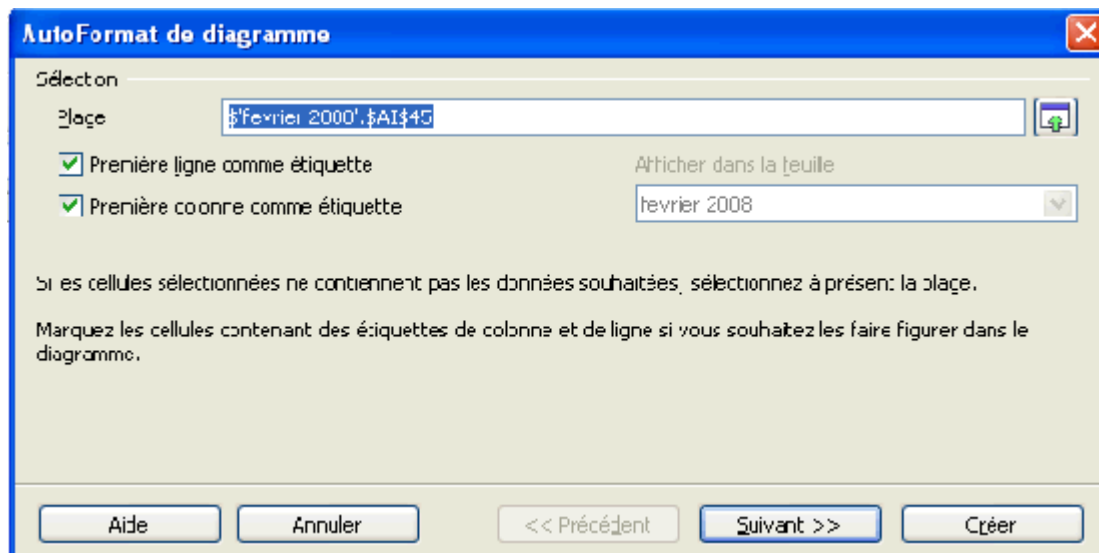 AutoFormat de diagramme
Sélection
Plage
$'fevrier 2000'.$AI$45
Première ligne comme étiquette
Afficher dans la feuille
Première colonne comme étiquette
fevrier 2008
Si les cellules sélectionnées ne contiennent pas les données souhaitées, sélectionnez à présent la plage.
Marquez les cellules contenant des étiquettes de colonne et de ligne si vous souhaitez les faire figurer dans le
diagramme.
Aide
Annuler
<< Précédent
Suivant >>
Créer